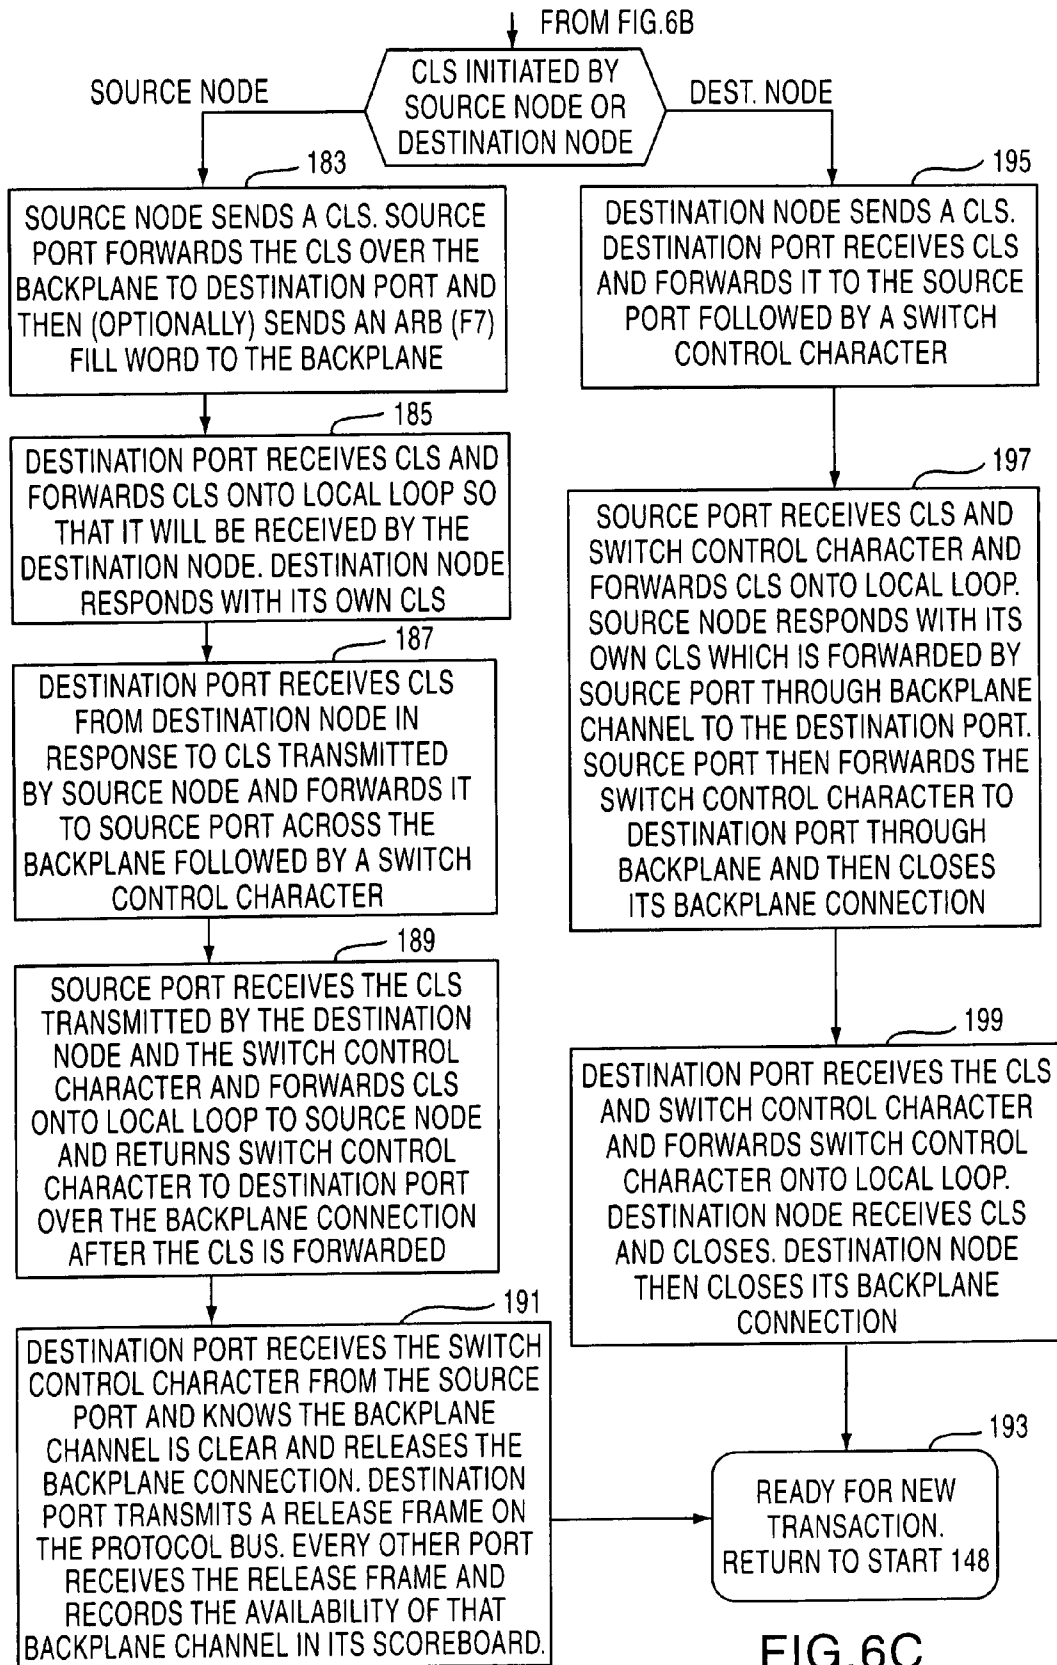 FROM FIG.6B
CLS INITIATED BY
SOURCE NODE OR
DESTINATION NODE
SOURCE NODE
DEST. NODE
183
SOURCE NODE SENDS A CLS. SOURCE
PORT FORWARDS THE CLS OVER THE
BACKPLANE TO DESTINATION PORT AND
THEN (OPTIONALLY) SENDS AN ARB (F7)
FILL WORD TO THE BACKPLANE
185
DESTINATION PORT RECEIVES CLS AND
FORWARDS CLS ONTO LOCAL LOOP SO
THAT IT WILL BE RECEIVED BY THE
DESTINATION NODE. DESTINATION NODE
RESPONDS WITH ITS OWN CLS
187
DESTINATION PORT RECEIVES CLS
FROM DESTINATION NODE IN
RESPONSE TO CLS TRANSMITTED
BY SOURCE NODE AND FORWARDS IT
TO SOURCE PORT ACROSS THE
BACKPLANE FOLLOWED BY A SWITCH
CONTROL CHARACTER
189
SOURCE PORT RECEIVES THE CLS
TRANSMITTED BY THE DESTINATION
NODE AND THE SWITCH CONTROL
CHARACTER AND FORWARDS CLS
ONTO LOCAL LOOP TO SOURCE NODE
AND RETURNS SWITCH CONTROL
CHARACTER TO DESTINATION PORT
OVER THE BACKPLANE CONNECTION
AFTER THE CLS IS FORWARDED
191
DESTINATION PORT RECEIVES THE SWITCH
CONTROL CHARACTER FROM THE SOURCE
PORT AND KNOWS THE BACKPLANE
CHANNEL IS CLEAR AND RELEASES THE
BACKPLANE CONNECTION. DESTINATION
PORT TRANSMITS A RELEASE FRAME ON
THE PROTOCOL BUS. EVERY OTHER PORT
RECEIVES THE RELEASE FRAME AND
RECORDS THE AVAILABILITY OF THAT
BACKPLANE CHANNEL IN ITS SCOREBOARD.
195
DESTINATION NODE SENDS A CLS.
DESTINATION PORT RECEIVES CLS
AND FORWARDS IT TO THE SOURCE
PORT FOLLOWED BY A SWITCH
CONTROL CHARACTER
197
SOURCE PORT RECEIVES CLS AND
SWITCH CONTROL CHARACTER AND
FORWARDS CLS ONTO LOCAL LOOP.
SOURCE NODE RESPONDS WITH ITS
OWN CLS WHICH IS FORWARDED BY
SOURCE PORT THROUGH BACKPLANE
CHANNEL TO THE DESTINATION PORT.
SOURCE PORT THEN FORWARDS THE
SWITCH CONTROL CHARACTER TO
DESTINATION PORT THROUGH
BACKPLANE AND THEN CLOSES
ITS BACKPLANE CONNECTION
199
DESTINATION PORT RECEIVES THE CLS
AND SWITCH CONTROL CHARACTER
AND FORWARDS SWITCH CONTROL
CHARACTER ONTO LOCAL LOOP.
DESTINATION NODE RECEIVES CLS
AND CLOSES. DESTINATION NODE
THEN CLOSES ITS BACKPLANE
CONNECTION
193
READY FOR NEW
TRANSACTION.
RETURN TO START 148
FIG.6C